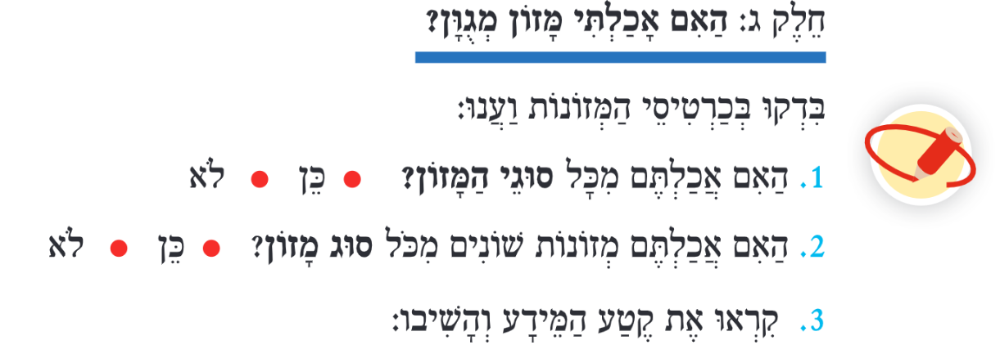 חֵלֶק ג: הַאִם אָכַלְתִּי מָזוֹן מְגֻוָּן?
בִּדְקוּ בְּכַרְטִיסֵי הַמְּזוֹנוֹת וַעֲנוּ:
1. הַאִם אֲכַלְתֶּם מִכָּל סוּגֵי הַמָּזוֹן? • כֵּן • לֹא
2. הַאִם אֲכַלְתֶּם מְזוֹנוֹת שׁוֹנִים מִכֹּל סוּג מָזוֹן? • כֵּן • לֹא
3. קִרְאוּ אֶת קֶטַע הַמֵּידָע וְהָשִׁיבו: